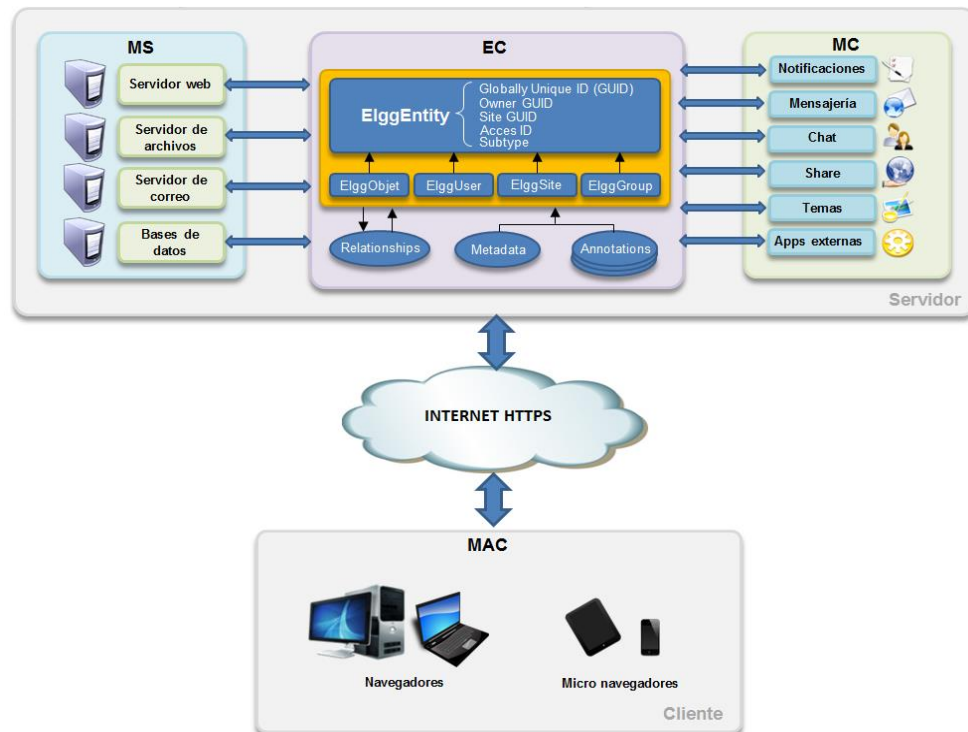 MS
Servidor web
Servidor de
archivos
Servidor de
correo
Bases de
datos
EC
ElggEntity
Globally Unique ID (GUID)
Owner GUID
Site GUID
Acces ID
Subtype
ElggObjet
ElggUser
ElggSite
ElggGroup
Relationships
Metadata
Annotations
MC
Notificaciones
Mensajería
Chat
Share
Temas
Apps externas
Servidor
INTERNET HTTPS
MAC
Navegadores
Micro navegadores
Cliente